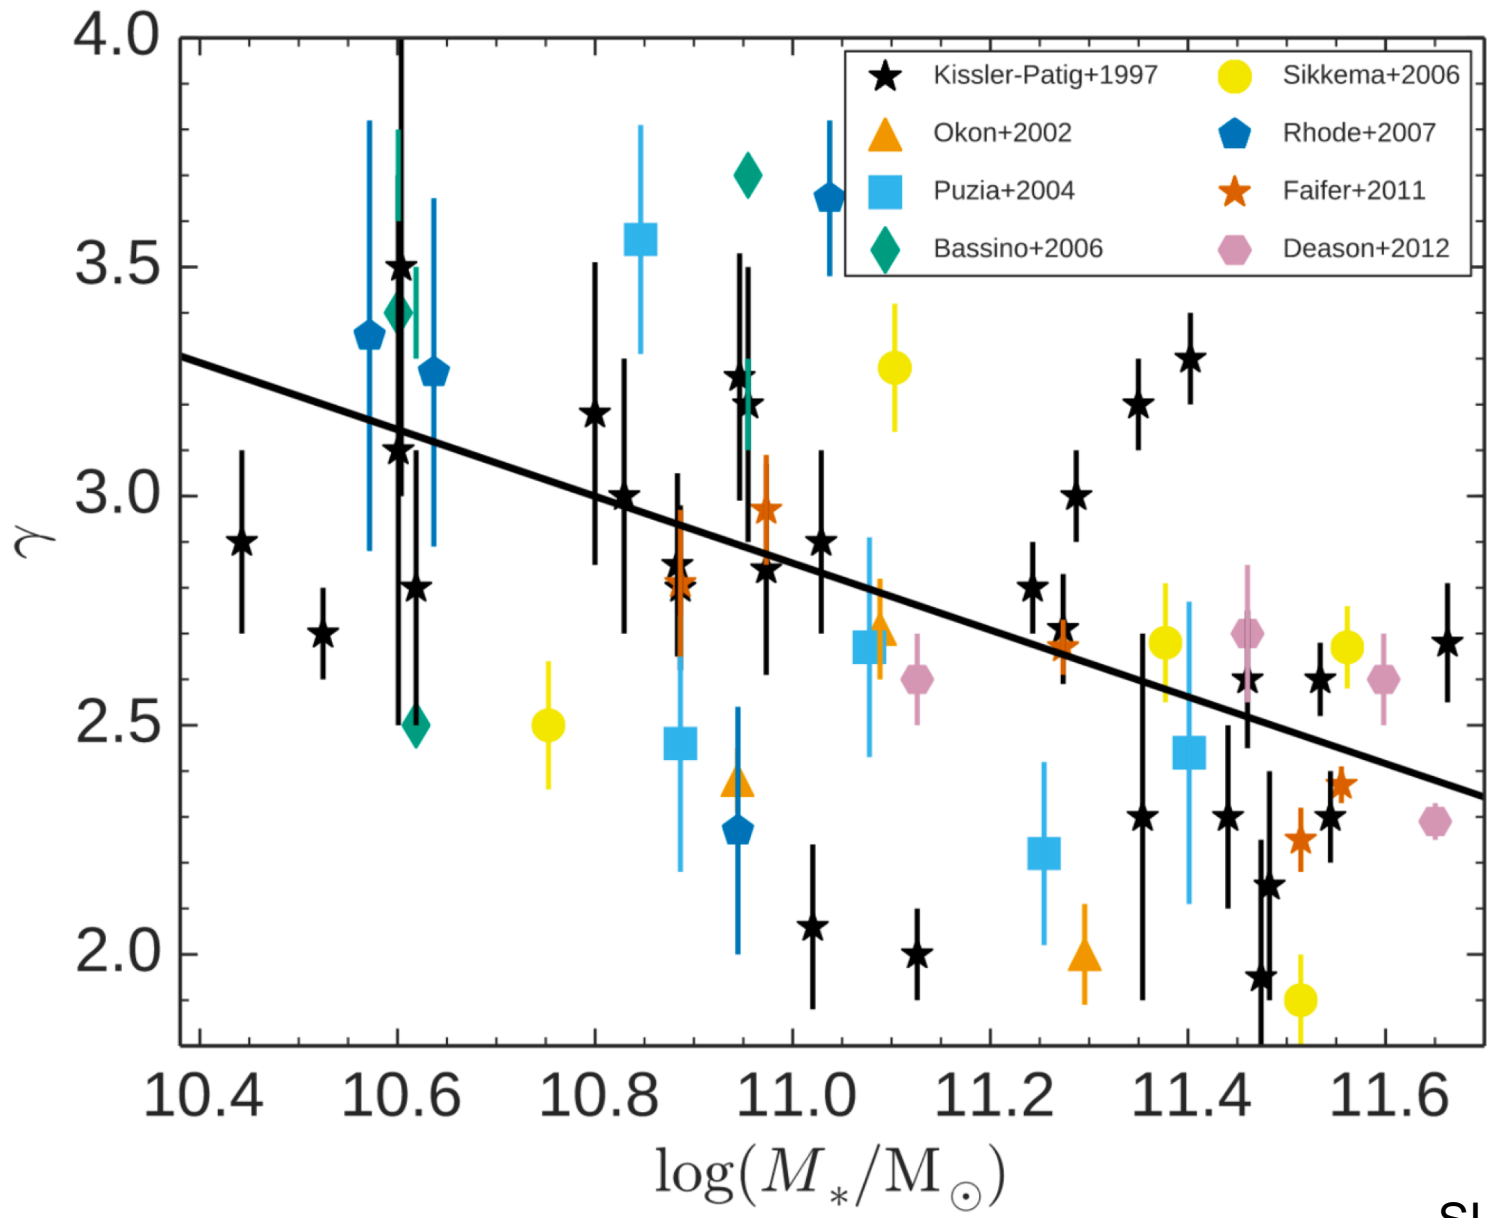 4.0
3.5
3.0
2.5
2.0
γ
Kissler-Patig+1997
Okon+2002
Puzia+2004
Bassino+2006
Sikkema+2006
Rhode+2007
Faifer+2011
Deason+2012
10.4 10.6 10.8 11.0 11.2 11.4 11.6
log(M*/M⊙)